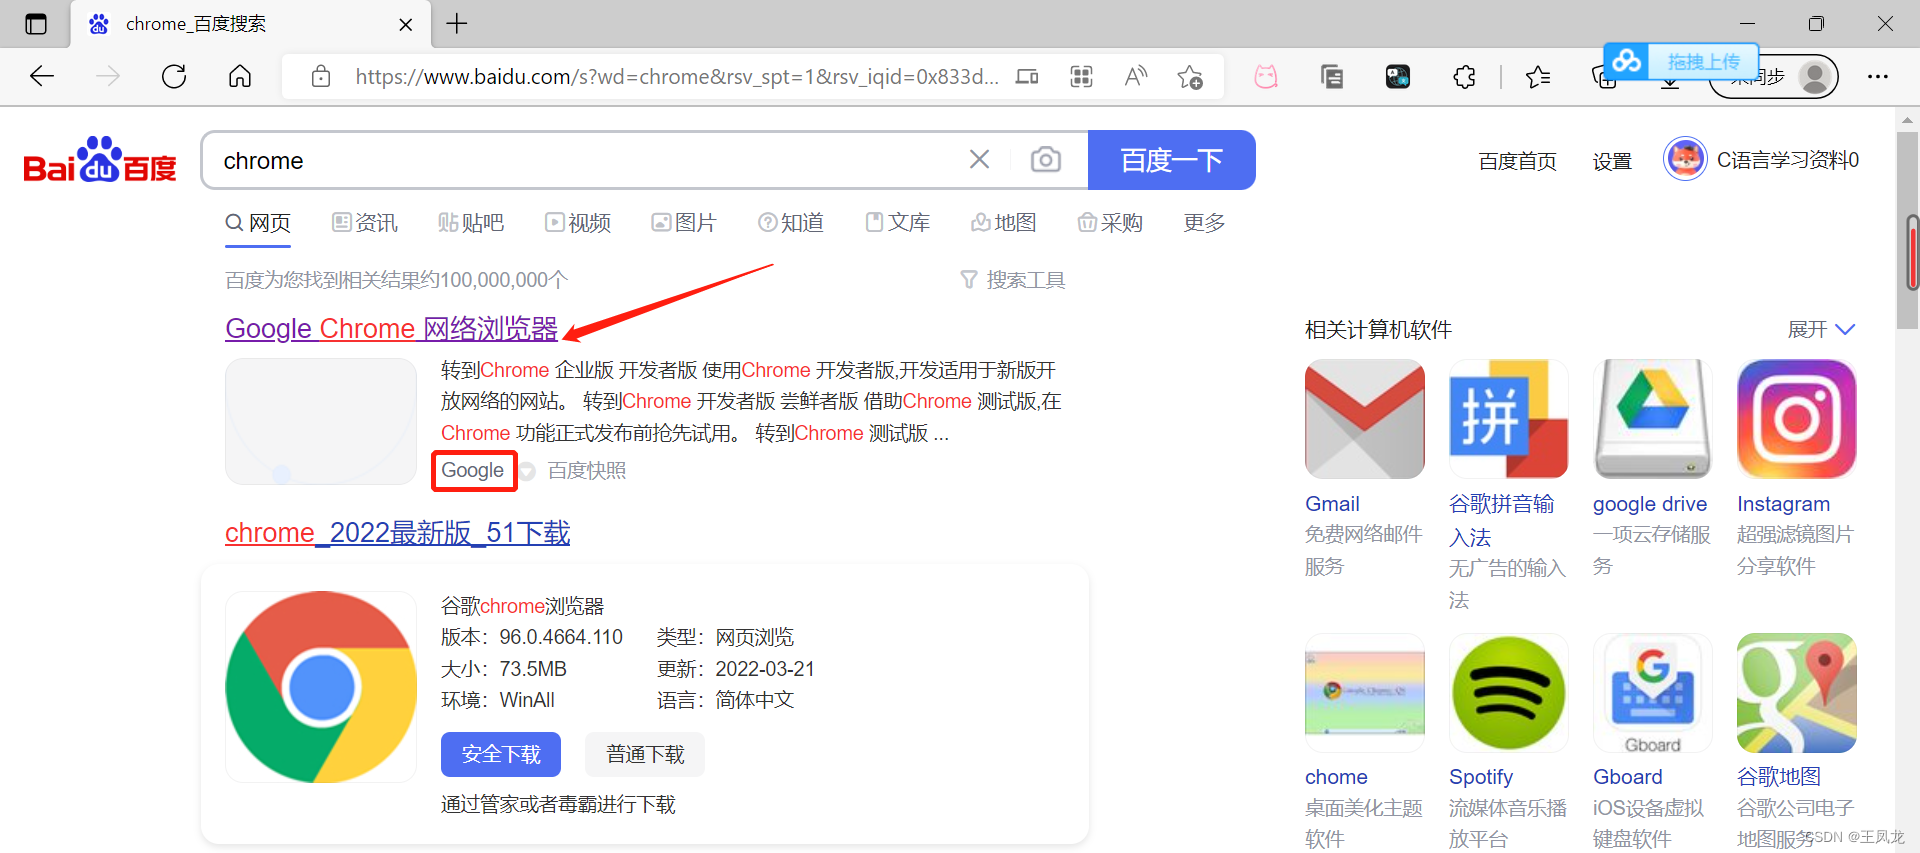 chrome_百度搜索
https://www.baidu.com/s?wd=chrome&rsv_spt=1&rsv_iqid=0x833d...
拖拽上传
未同步
Bai du 百度
chrome
百度一下
百度首页
设置
C语言学习资料0
网页
资讯
贴吧
视频
图片
知道
文库
地图
采购
更多
百度为您找到相关结果约100,000,000个
搜索工具
Google Chrome 网络浏览器
转到Chrome 企业版 开发者版 使用Chrome 开发者版,开发适用于新版开
放网络的网站。 转到Chrome 开发者版 尝鲜者版 借助Chrome 测试版,在
Chrome 功能正式发布前抢先试用。 转到Chrome 测试版 ...
Google
百度快照
chrome_2022最新版_51下载
谷歌chrome浏览器
版本：96.0.4664.110 类型：网页浏览
大小：73.5MB 更新：2022-03-21
环境：WinAll 语言：简体中文
安全下载
普通下载
通过管家或者毒霸进行下载
相关计算机软件
展开
拼
Gmail
免费网络邮件
服务
谷歌拼音输
入法
无广告的输入
法
google drive
一项云存储服
务
Instagram
超强滤镜图片
分享软件
Gboard
chome
桌面美化主题
软件
Spotify
流媒体音乐播
放平台
Gboard
iOS设备虚拟
键盘软件
谷歌地图
谷歌公司电子
地图服务
CSDN @王凤龙